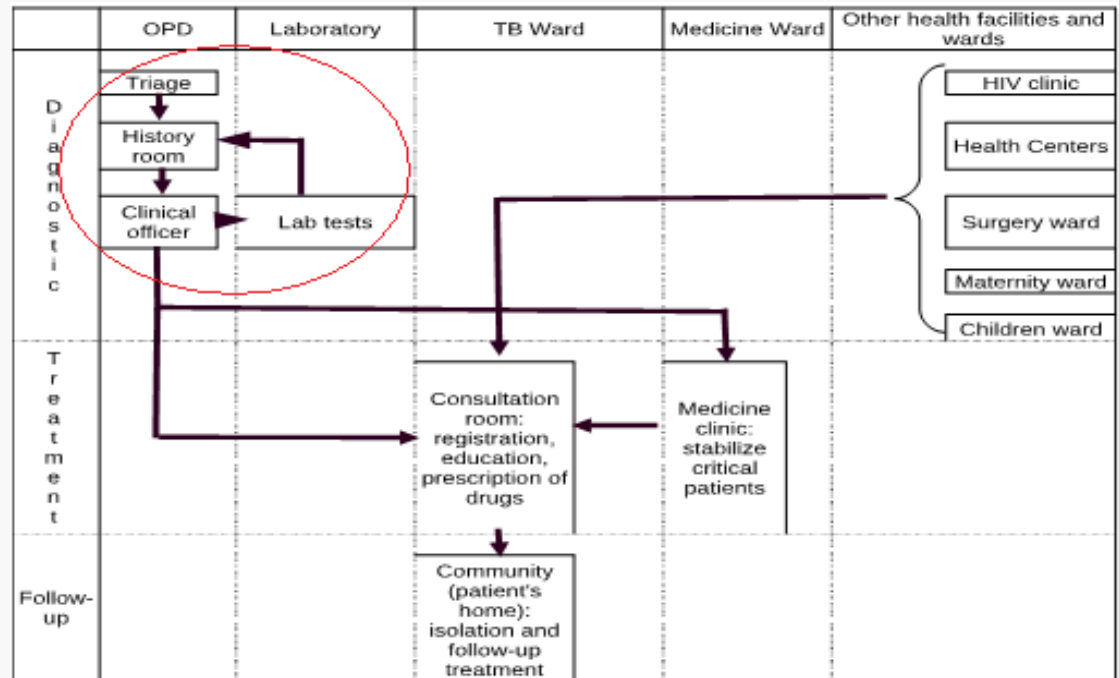 OPD
Laboratory
TB Ward
Medicine Ward
Other health facilities and
wards
Diagnostic
Triage
History
room
Clinical
officer
Lab tests
HIV clinic
Health Centers
Surgery ward
Maternity ward
Children ward
Treatment
Consultation
room:
registration,
education,
prescription of
drugs
Medicine
clinic:
stabilize
critical
patients
Follow-
up
Community
(patient's
home):
isolation and
follow-up
treatment